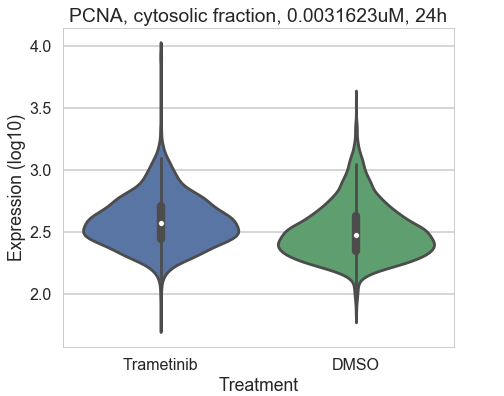 PCNA, cytosolic fraction, 0.0031623uM, 24h
4.0
3.5
3.0
2.5
2.0
Expression (log10)
Trametinib DMSO
Treatment